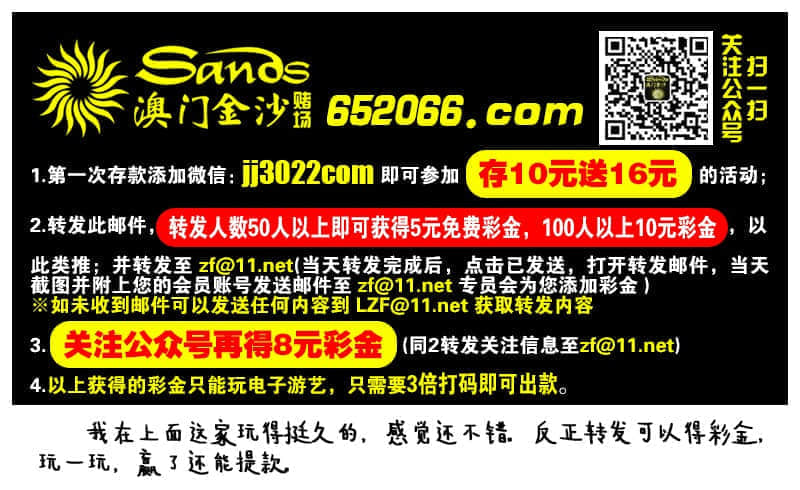 Sands
澳门金沙赌场 652066.com
扫一扫
关注公众号
1.第一次存款添加微信：jj3022com 即可参加 存10元送16元 的活动；
2.转发此邮件，转发人数50人以上即可获得5元免费彩金，100人以上10元彩金，以
此类推；并转发至 zf@11.net(当天转发完成后，点击已发送，打开转发邮件，当天
截图并附上您的会员账号发送邮件至 zf@11.net 专员会为您添加彩金 )
※如未收到邮件可以发送任何内容到 LZF@11.net 获取转发内容
3. 关注公众号再得8元彩金 (同2转发关注信息至zf@11.net)
4.以上获得的彩金只能玩电子游艺，只需要3倍打码即可出款。
我在上面这家玩得挺久的，感觉还不错．反正转发可以得彩金，
玩一玩，赢了还能提款．